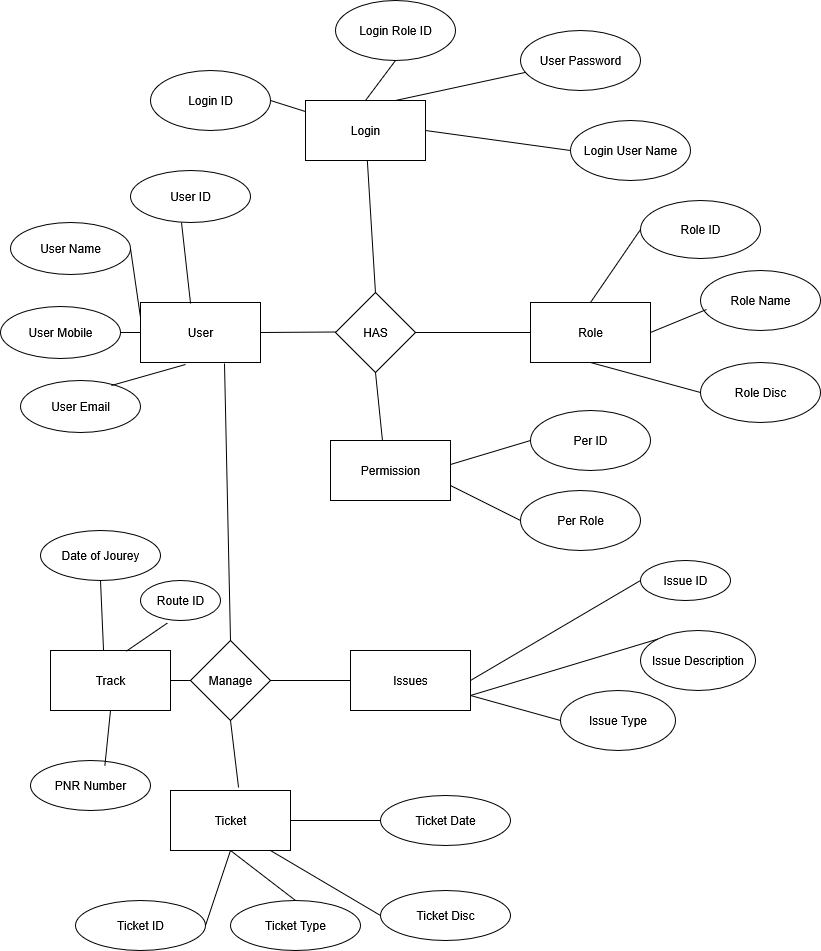 Login Role ID
User Password
Login ID
Login
Login User Name
User ID
Role ID
User Name
Role Name
User Mobile
User
HAS
Role
Role Disc
User Email
Per ID
Permission
Per Role
Date of Jourey
Issue ID
Route ID
Issue Description
Track
Manage
Issues
Issue Type
PNR Number
Ticket
Ticket Date
Ticket ID
Ticket Type
Ticket Disc